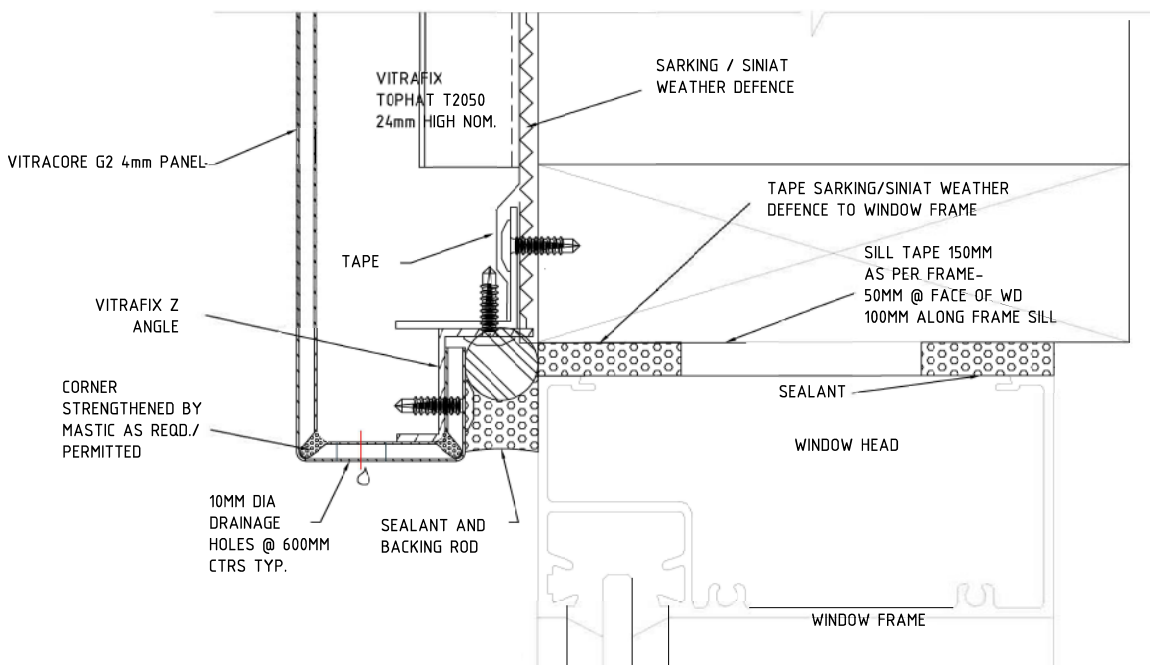 SARKING / SINIAT
WEATHER DEFENCE
VITRAFIX
TOPHAT T2050
24mm HIGH NOM.
VITRACORE G2 4mm PANEL
TAPE SARKING/SINIAT WEATHER
DEFENCE TO WINDOW FRAME
TAPE
SILL TAPE 150MM
AS PER FRAME-
50MM @ FACE OF WD
100MM ALONG FRAME SILL
VITRAFIX Z
ANGLE
CORNER
STRENGTHENED BY
MASTIC AS REQD./
PERMITTED
SEALANT
WINDOW HEAD
10MM DIA
DRAINAGE
HOLES @ 600MM
CTRS TYP.
SEALANT AND
BACKING ROD
WINDOW FRAME